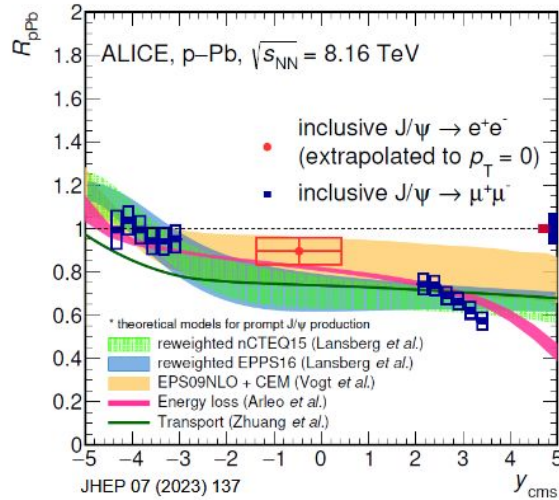 R_pPb
2
1.8
1.6
1.4
1.2
1
0.8
0.6
0.4
0.2
0
ALICE, p–Pb, √s_NN = 8.16 TeV
inclusive J/ψ → e⁺e⁻
(extrapolated to p_T = 0)
inclusive J/ψ → μ⁺μ⁻
* theoretical models for prompt J/ψ production
reweighted nCTEQ15 (Lansberg et al.)
reweighted EPPS16 (Lansberg et al.)
EPS09NLO + CEM (Vogt et al.)
Energy loss (Arleo et al.)
Transport (Zhuang et al.)
−5 −4 −3 −2 −1 0 1 2 3 4 5
JHEP 07 (2023) 137
y_cms